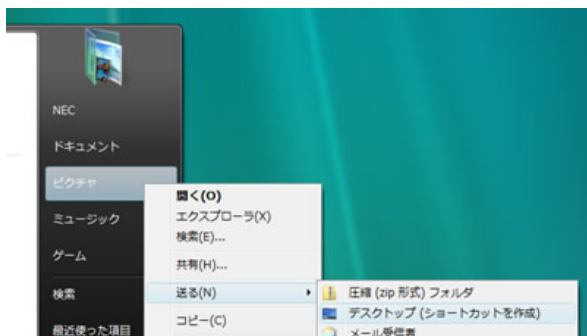 NEC
ドキュメント
ピクチャ
ミュージック
ゲーム
検索
最近使った項目
開く(O)
エクスプローラ(X)
検索(E)...
共有(H)...
送る(N)
コピー(C)
圧縮 (zip 形式) フォルダ
デスクトップ (ショートカットを作成)
メール受信者